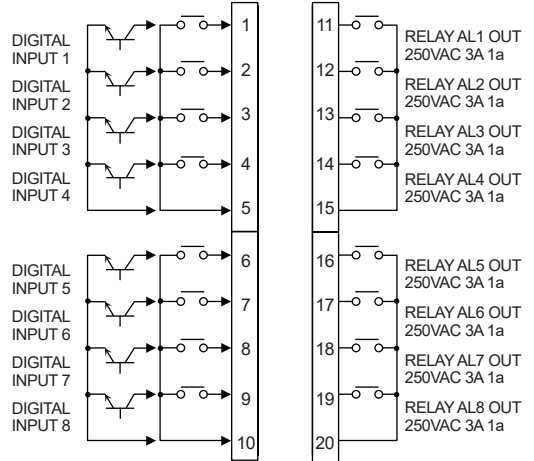 DIGITAL
INPUT 1
DIGITAL
INPUT 2
DIGITAL
INPUT 3
DIGITAL
INPUT 4
1
2
3
4
5
DIGITAL
INPUT 5
DIGITAL
INPUT 6
DIGITAL
INPUT 7
DIGITAL
INPUT 8
6
7
8
9
10
11
12
13
14
15
RELAY AL1 OUT
250VAC 3A 1a
RELAY AL2 OUT
250VAC 3A 1a
RELAY AL3 OUT
250VAC 3A 1a
RELAY AL4 OUT
250VAC 3A 1a
16
17
18
19
20
RELAY AL5 OUT
250VAC 3A 1a
RELAY AL6 OUT
250VAC 3A 1a
RELAY AL7 OUT
250VAC 3A 1a
RELAY AL8 OUT
250VAC 3A 1a